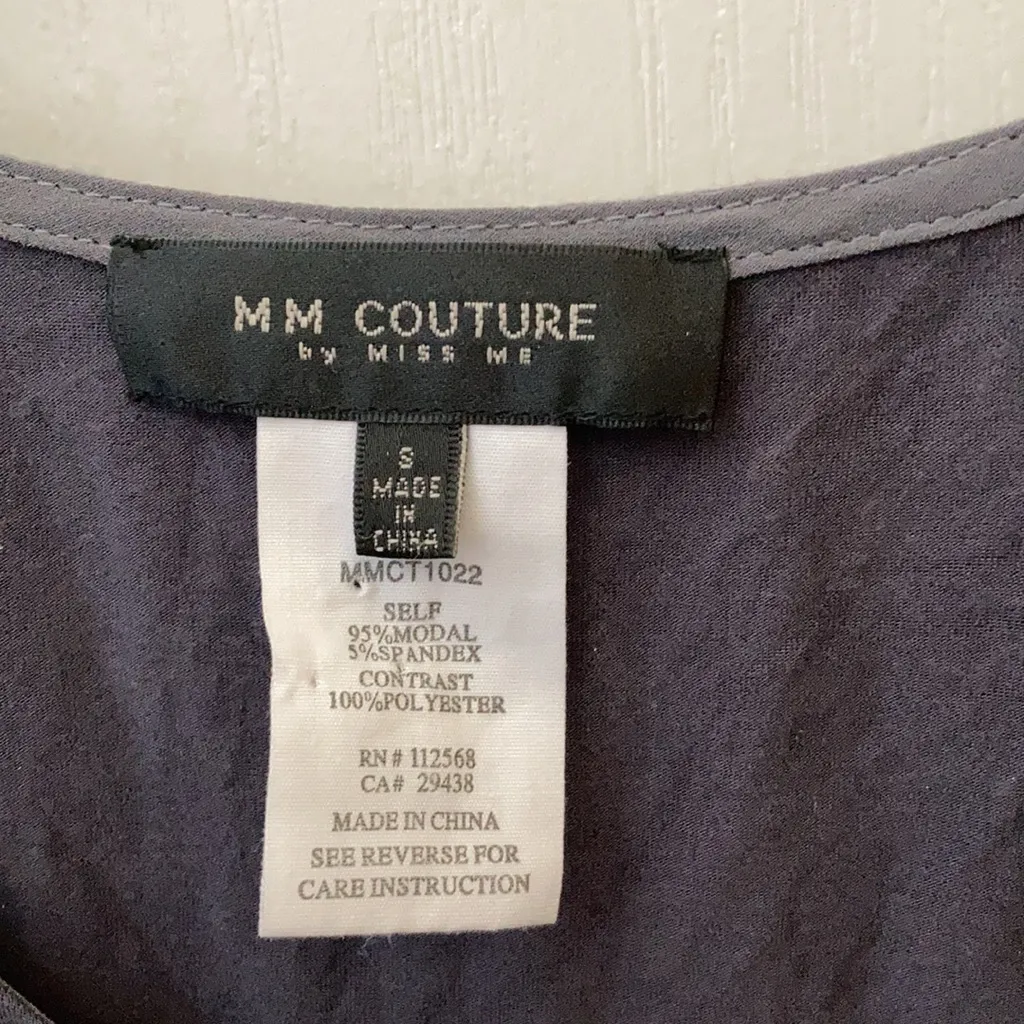 MM COUTURE
by MISS ME
S
MADE
IN
CHINA
MMCT1022
SELF
95%MODAL
5%SPANDEX
CONTRAST
100%POLYESTER
RN# 112568
CA# 29438
MADE IN CHINA
SEE REVERSE FOR
CARE INSTRUCTION